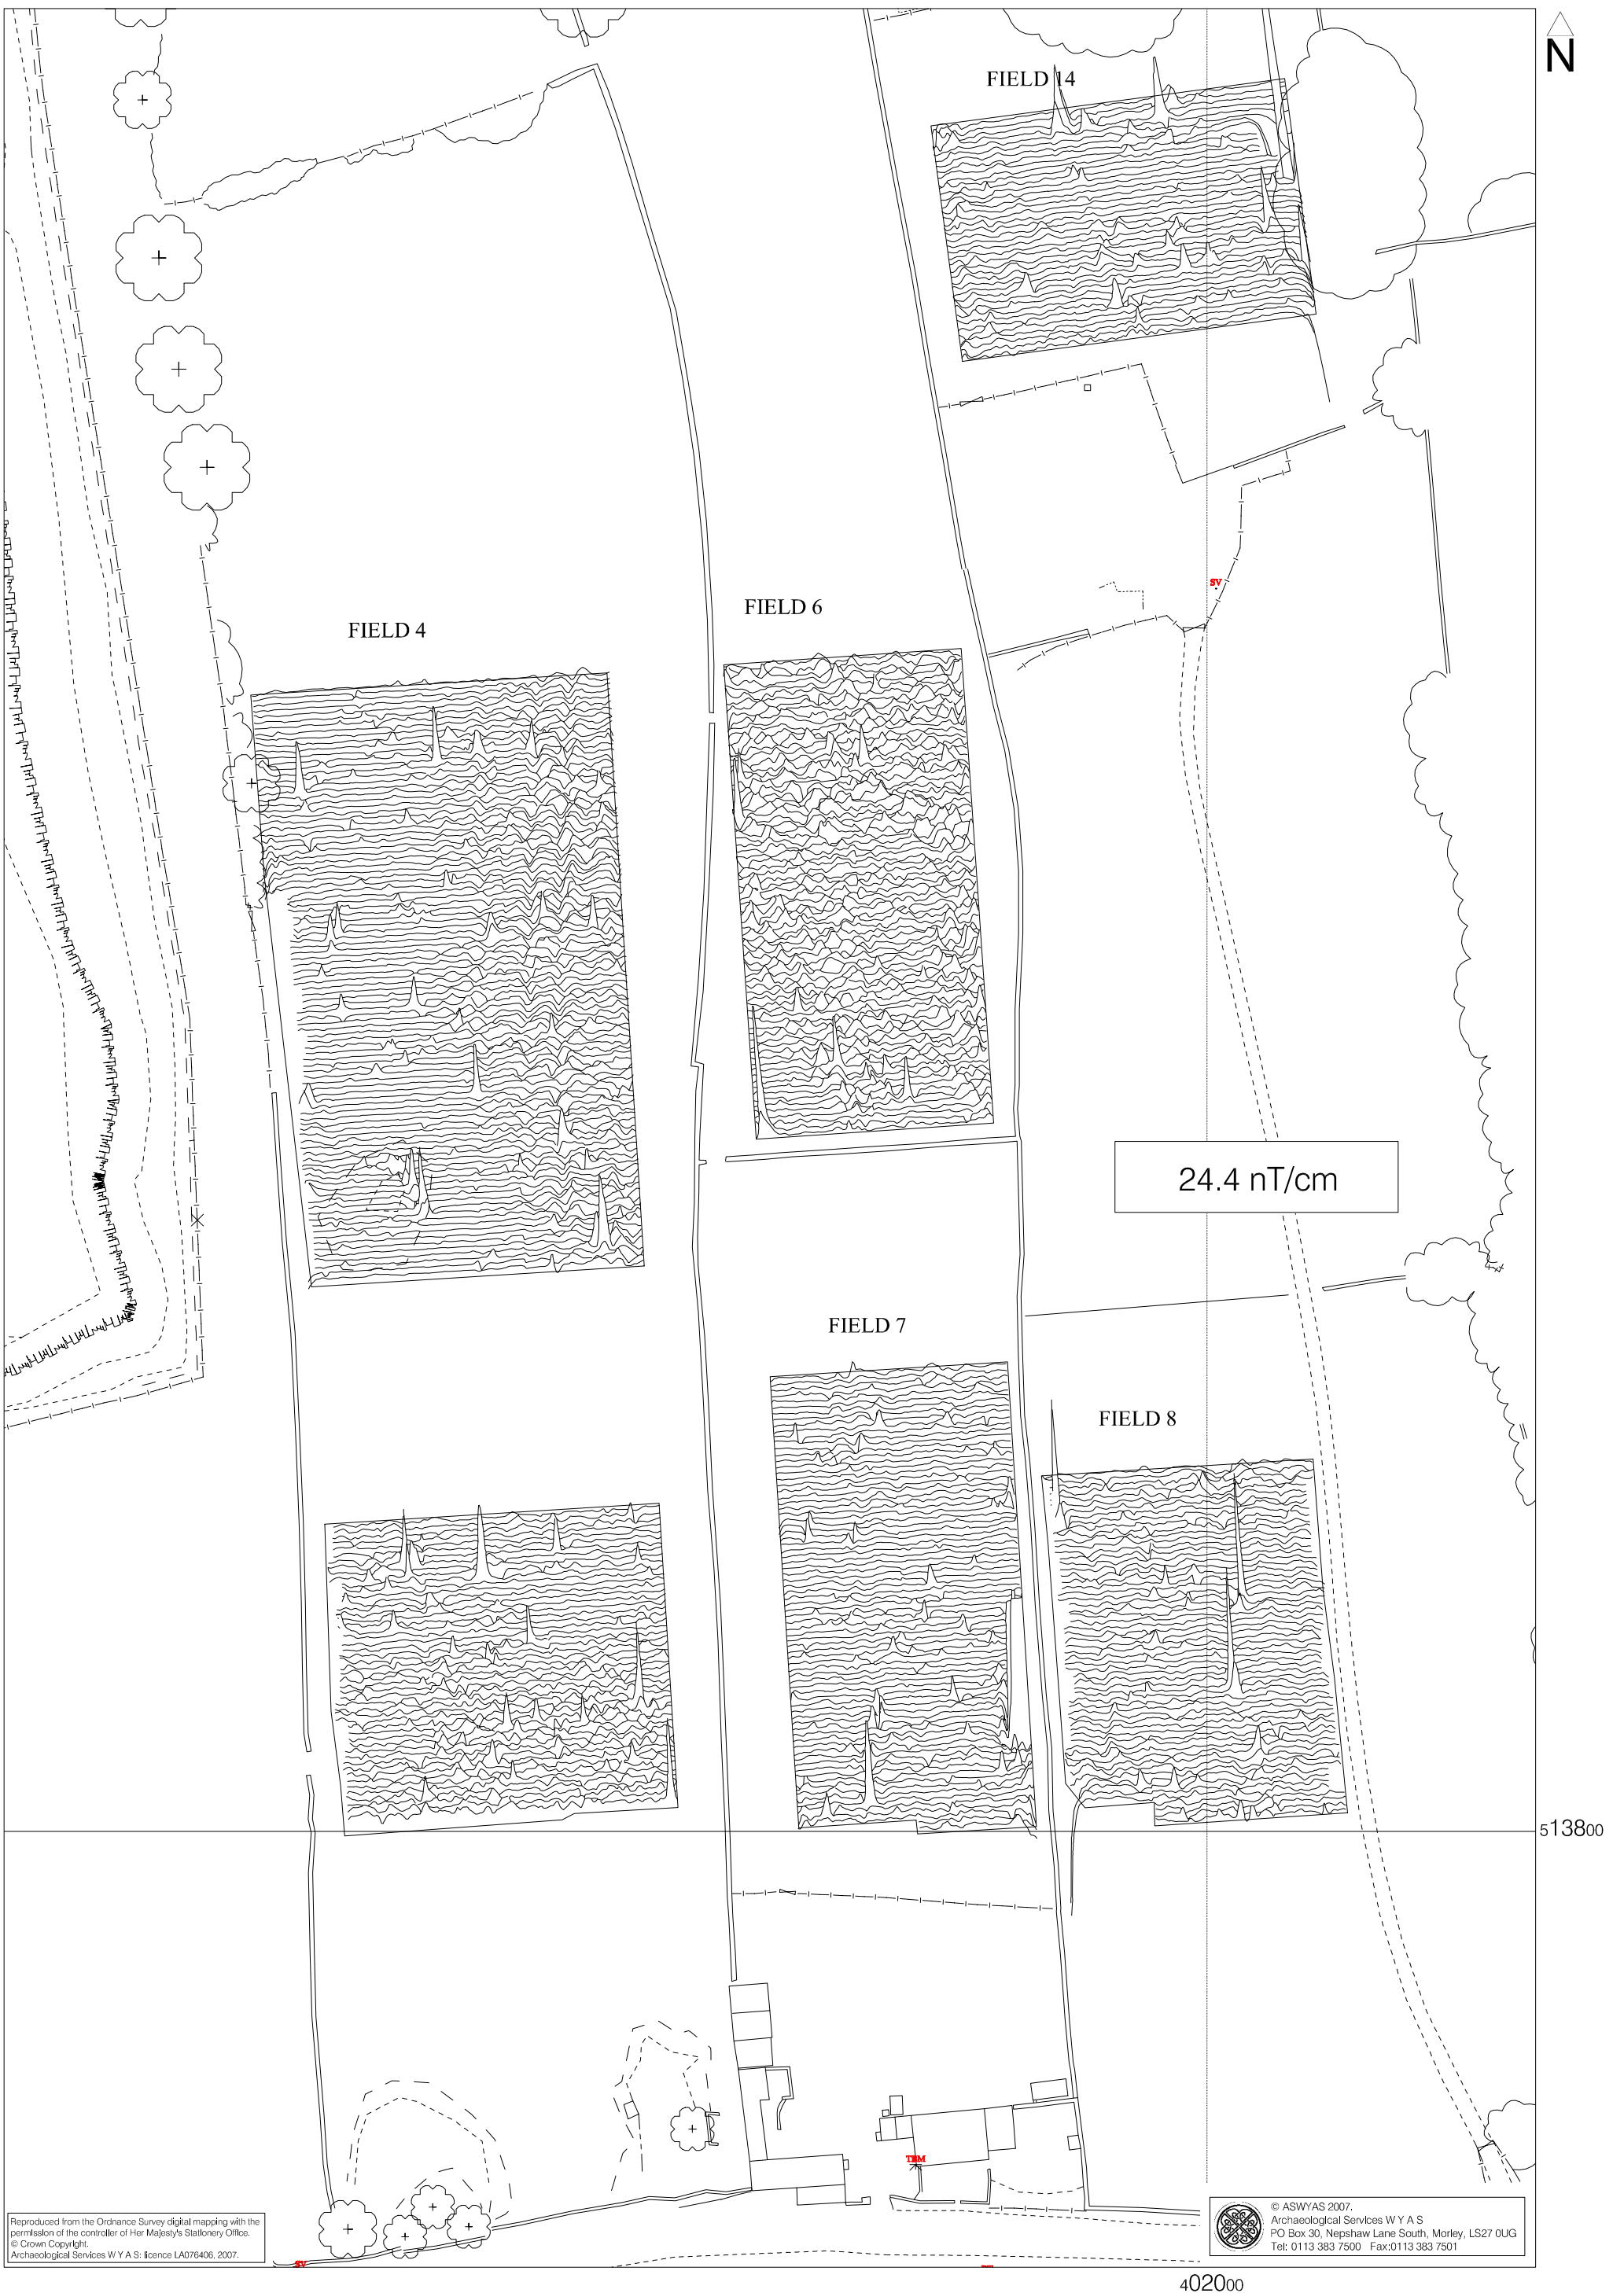 N
FIELD 14
SV
FIELD 6
FIELD 4
24.4 nT/cm
FIELD 7
FIELD 8
513800
TBM
Reproduced from the Ordnance Survey digital mapping with the
permission of the controller of Her Majesty's Stationery Office.
© Crown Copyright.
Archaeological Services W Y A S: licence LA076406, 2007.
SV
© ASWYAS 2007.
Archaeological Services W Y A S
PO Box 30, Nepshaw Lane South, Morley, LS27 0UG
Tel: 0113 383 7500 Fax:0113 383 7501
402000